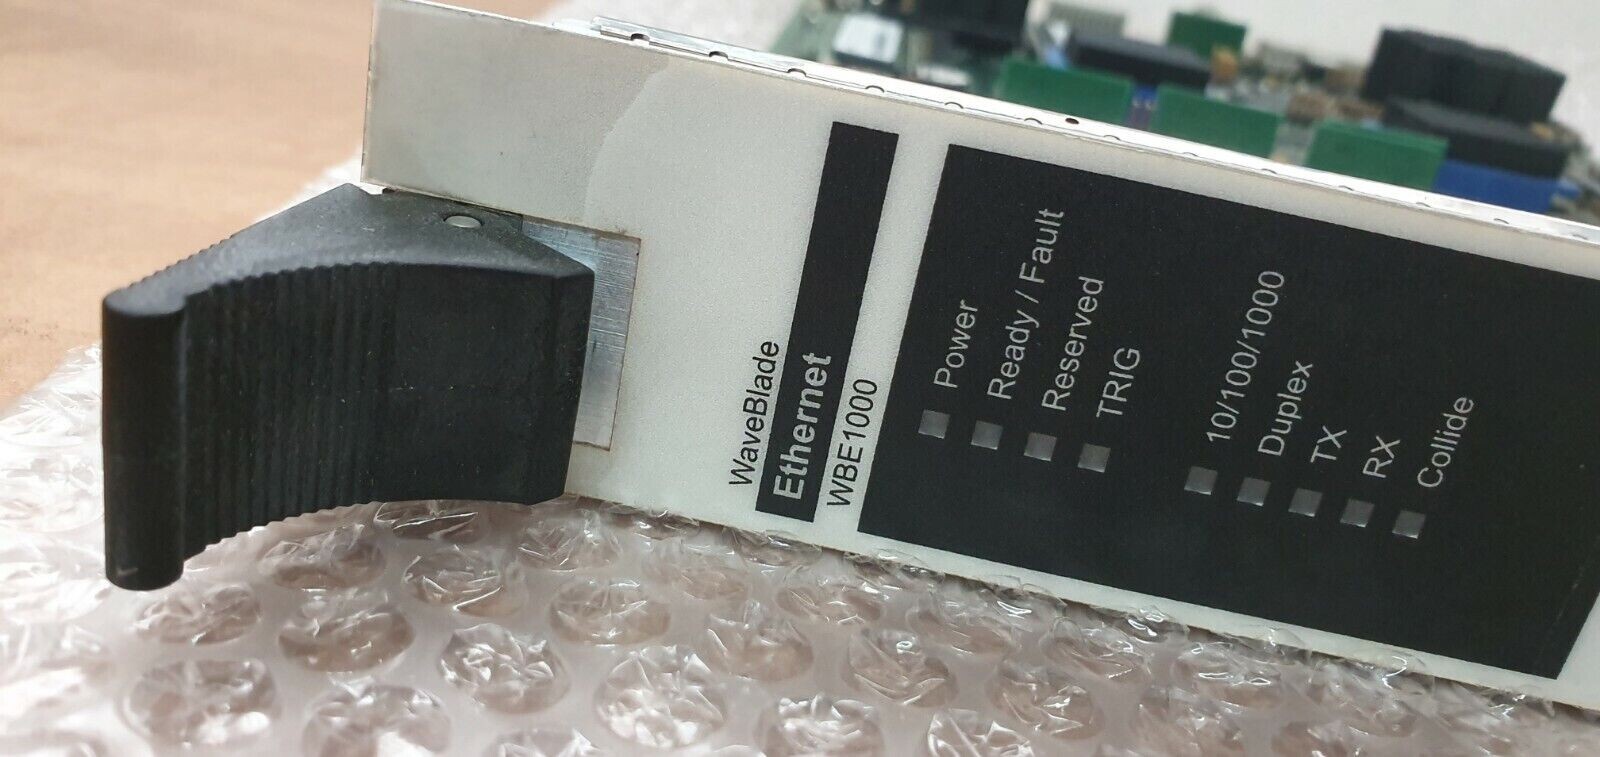 WaveBlade
Ethernet
WBE1000
Power
Ready / Fault
Reserved
TRIG
10/100/1000
Duplex
TX
RX
Collide